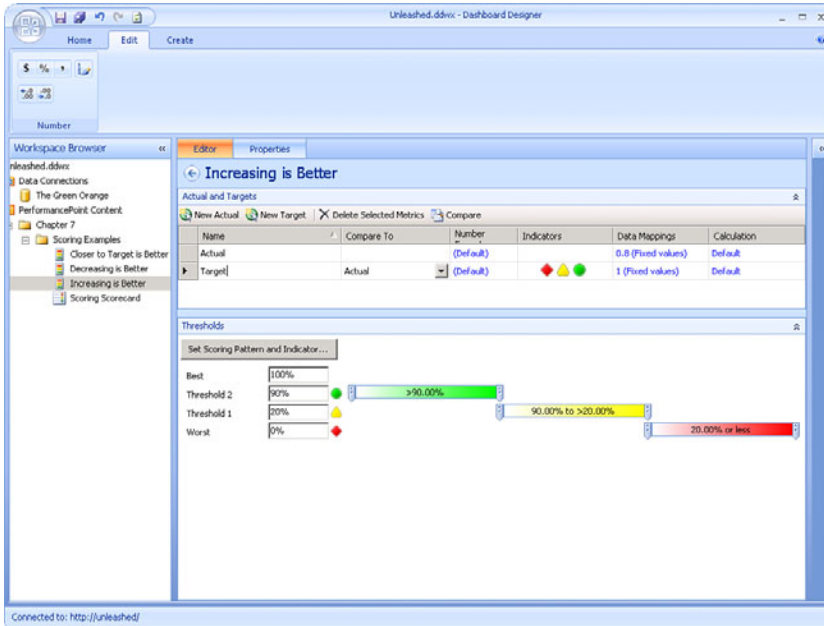 Unleashed.ddwx - Dashboard Designer
Home Edit Create
$ % ,
.00 .00
Number
Workspace Browser «
nleashed.ddwx
Data Connections
The Green Orange
PerformancePoint Content
Chapter 7
Scoring Examples
Closer to Target is Better
Decreasing is Better
Increasing is Better
Scoring Scorecard
Editor Properties
Increasing is Better
Actual and Targets
New Actual New Target Delete Selected Metrics Compare
Name Compare To Number Indicators Data Mappings Calculation
Actual (Default) 0.8 (Fixed values) Default
Target Actual (Default) 1 (Fixed values) Default
Thresholds
Set Scoring Pattern and Indicator...
Best 100%
Threshold 2 90% >90.00%
Threshold 1 20% 90.00% to >20.00%
Worst 0% 20.00% or less
Connected to: http://unleashed/